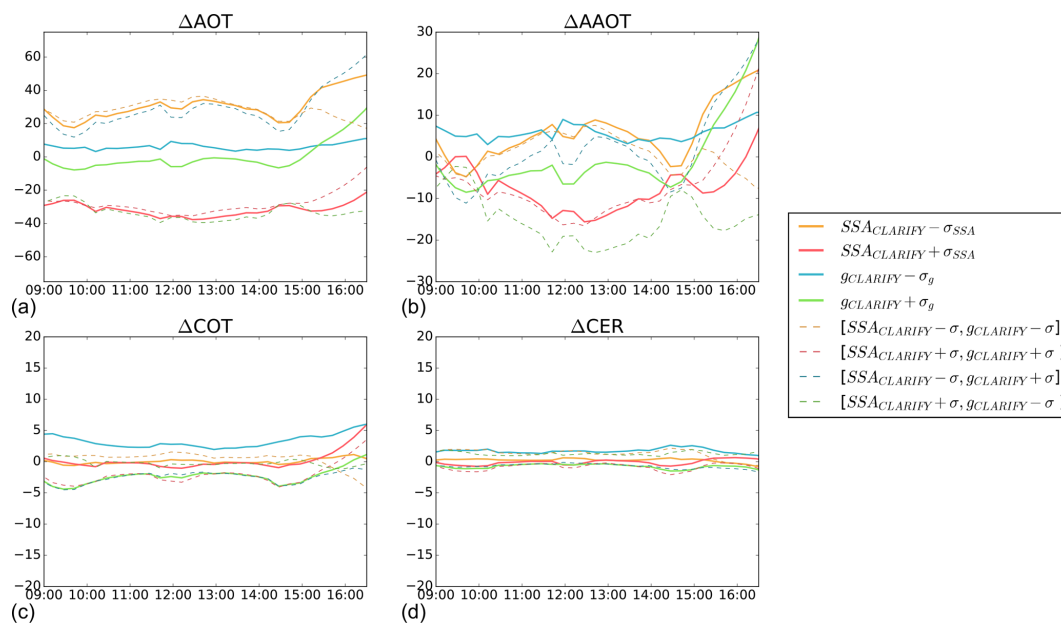 ΔAOT
60
40
20
0
−20
−40
−60
09:00 10:00 11:00 12:00 13:00 14:00 15:00 16:00
(a)
ΔAAOT
30
20
10
0
−10
−20
−30
09:00 10:00 11:00 12:00 13:00 14:00 15:00 16:00
(b)
ΔCOT
20
15
10
5
0
−5
−10
−15
−20
09:00 10:00 11:00 12:00 13:00 14:00 15:00 16:00
(c)
ΔCER
20
15
10
5
0
−5
−10
−15
−20
09:00 10:00 11:00 12:00 13:00 14:00 15:00 16:00
(d)
SSA_CLARIFY − σ_SSA
SSA_CLARIFY + σ_SSA
g_CLARIFY − σ_g
g_CLARIFY + σ_g
[SSA_CLARIFY − σ, g_CLARIFY − σ]
[SSA_CLARIFY + σ, g_CLARIFY + σ ]
[SSA_CLARIFY − σ, g_CLARIFY + σ]
[SSA_CLARIFY + σ, g_CLARIFY − σ ]